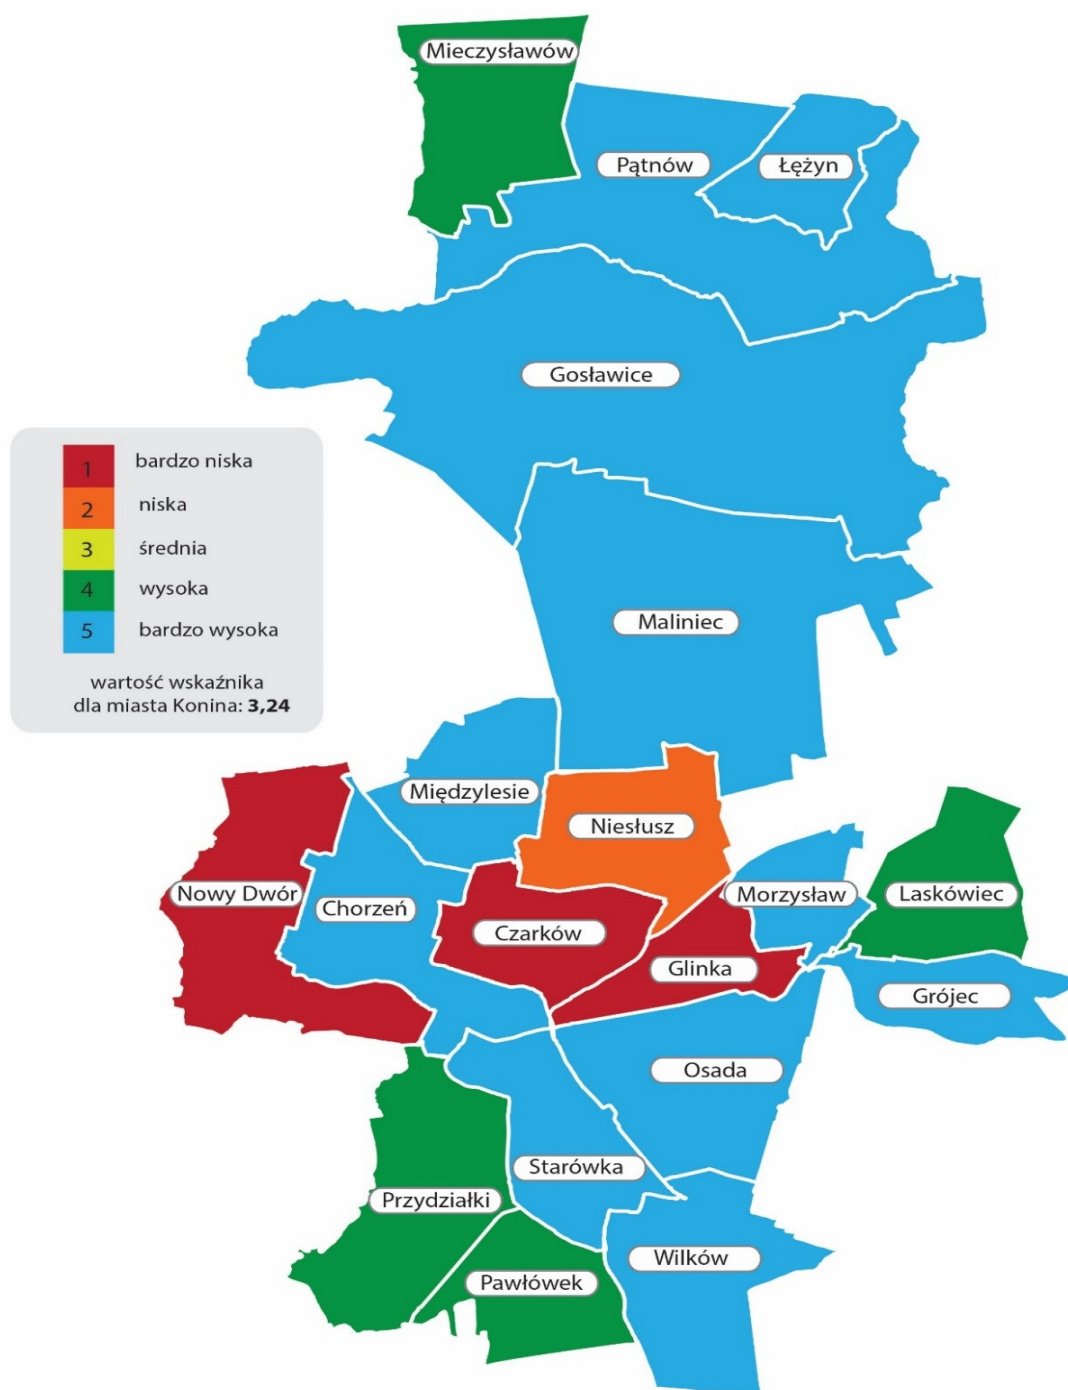 Mieczysławów
Pątnów
Łężyn
Gosławice
1 bardzo niska
2 niska
3 średnia
4 wysoka
5 bardzo wysoka
wartość wskaźnika
dla miasta Konina: 3,24
Maliniec
Międzylesie
Niesłusz
Nowy Dwór
Chorzeń
Morzysław
Laskówiec
Czarków
Glinka
Grójec
Osada
Starówka
Przydziałki
Wilków
Pawłówek